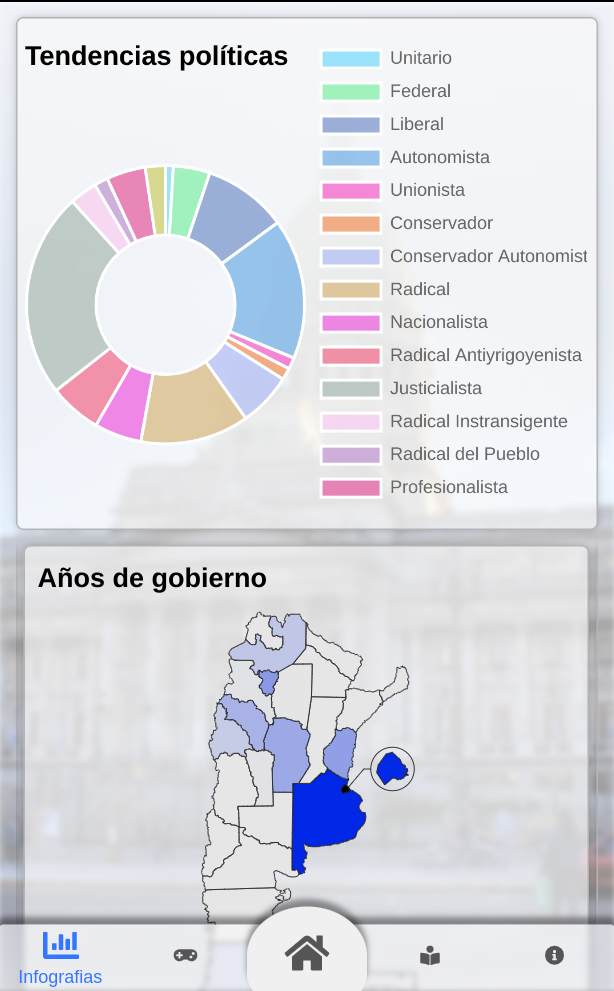 Tendencias políticas
Unitario
Federal
Liberal
Autonomista
Unionista
Conservador
Conservador Autonomist
Radical
Nacionalista
Radical Antiyrigoyenista
Justicialista
Radical Instransigente
Radical del Pueblo
Profesionalista
Años de gobierno
Infografias